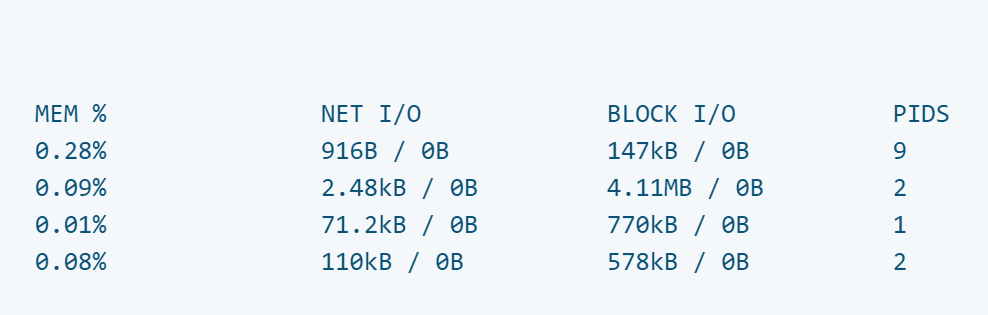 MEM %                NET I/O             BLOCK I/O           PIDS
0.28%               916B / 0B           147kB / 0B          9
0.09%               2.48kB / 0B         4.11MB / 0B         2
0.01%               71.2kB / 0B         770kB / 0B          1
0.08%               110kB / 0B          578kB / 0B          2